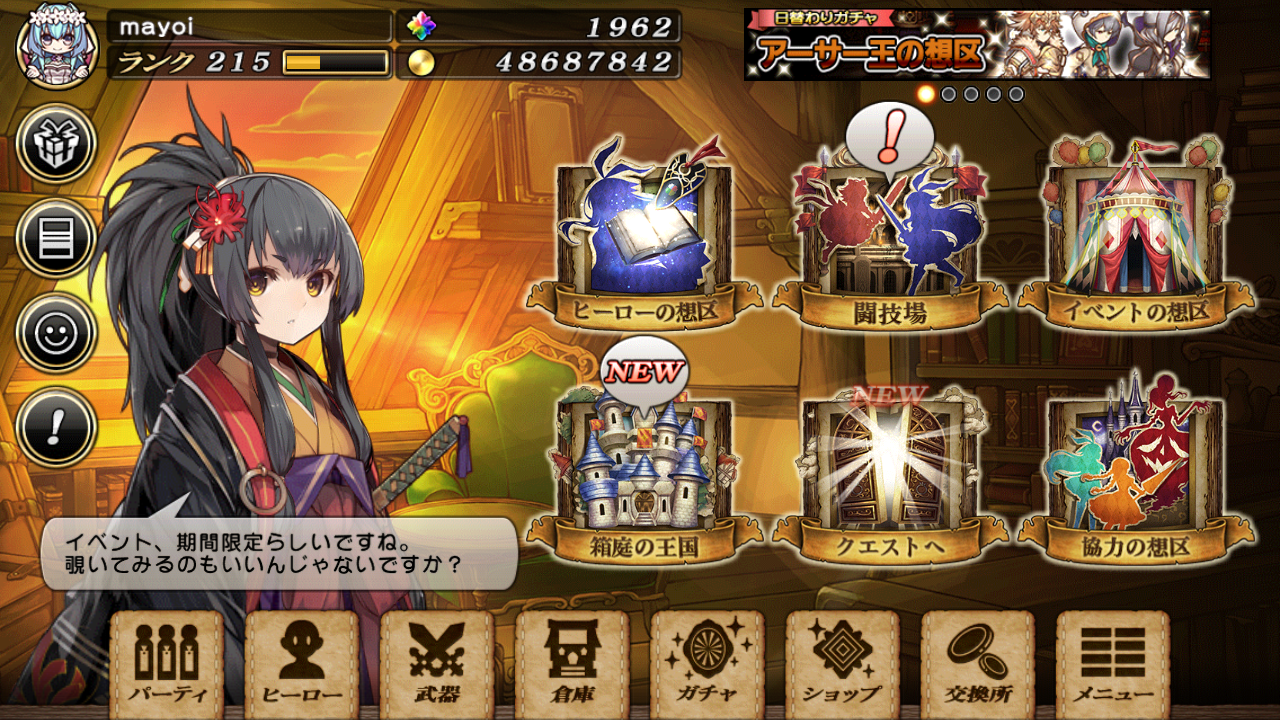 mayoi
1962
ランク 215
48687842
日替わりガチャ
アーサー王の想区
ヒーローの想区
闘技場
イベントの想区
NEW
NEW
箱庭の王国
クエストへ
協力の想区
イベント、期間限定らしいですね。
覗いてみるのもいいんじゃないですか？
パーティ
ヒーロー
武器
倉庫
ガチャ
ショップ
交換所
メニュー